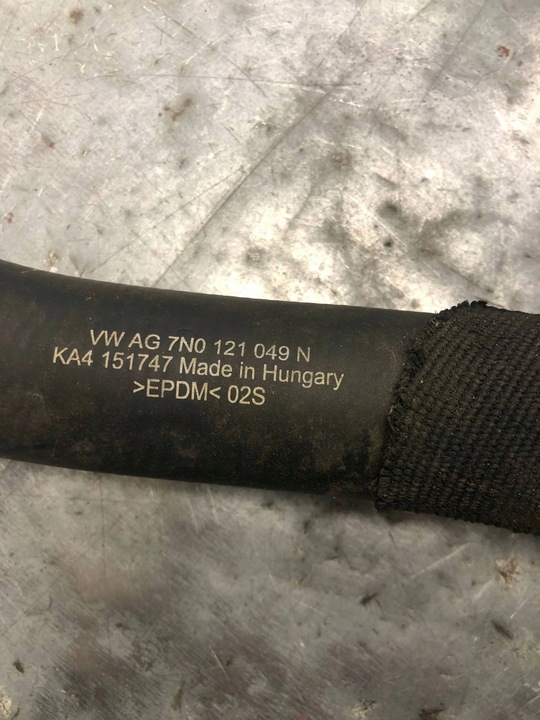 VW AG 7N0 121 049 N
KA4 151747 Made in Hungary
>EPDM< 02S